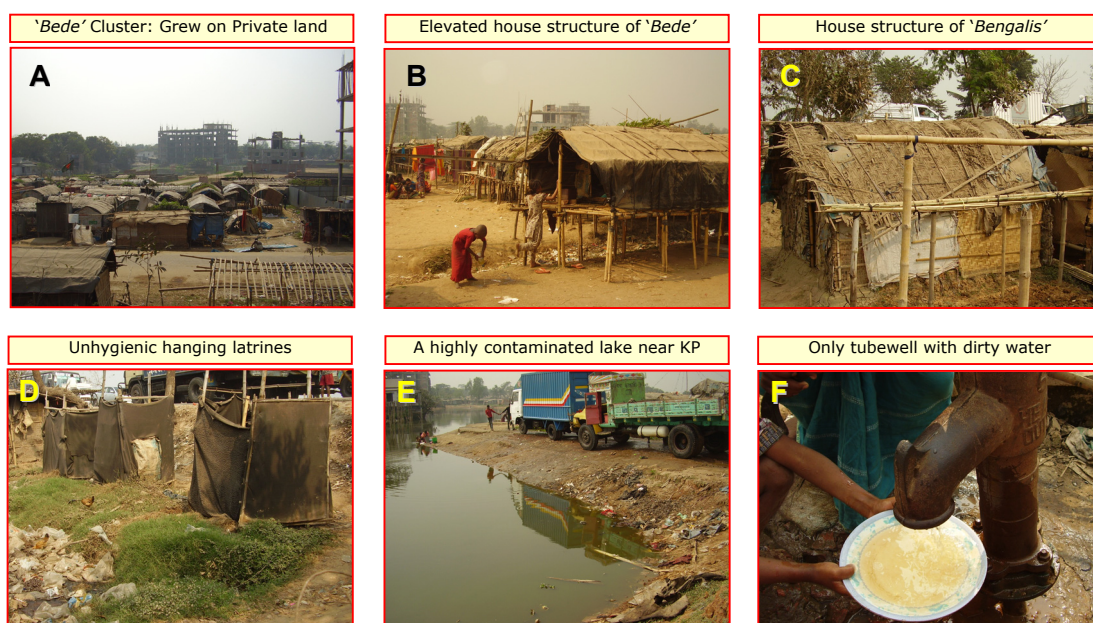 'Bede' Cluster: Grew on Private land
Elevated house structure of 'Bede'
House structure of 'Bengalis'
A
B
C
Unhygienic hanging latrines
A highly contaminated lake near KP
Only tubewell with dirty water
D
E
F